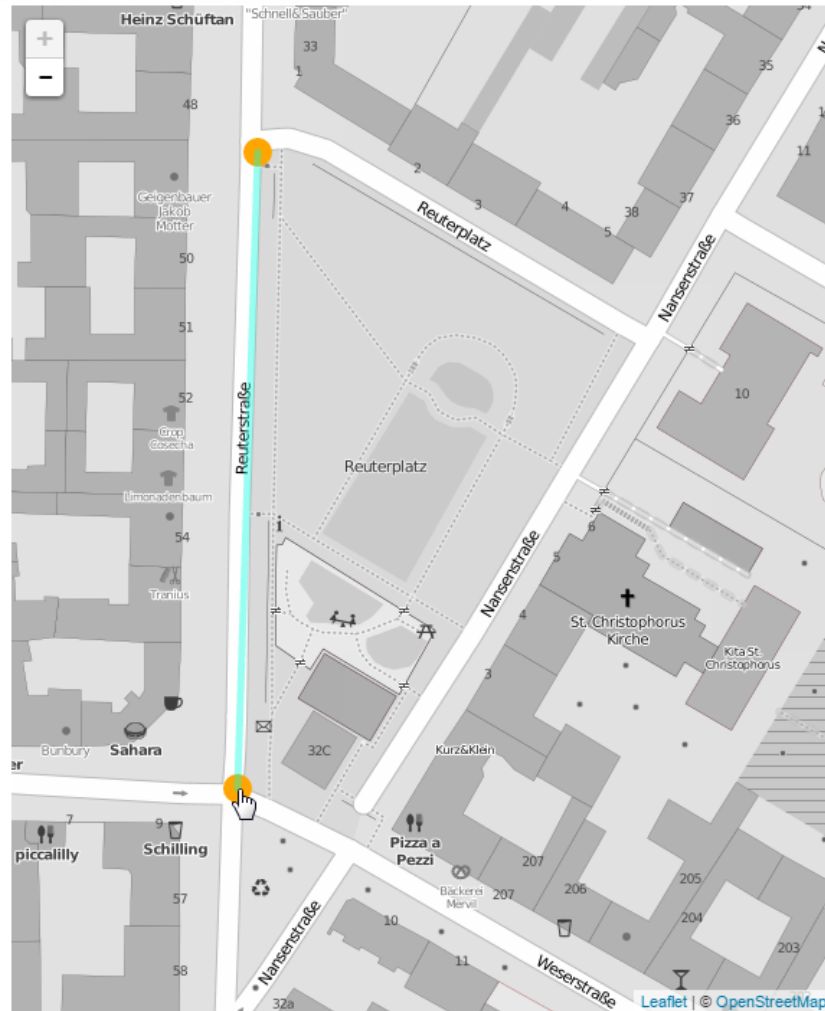 Heinz Schüftan
"Schnell&Sauber"
+
−
33
1
48
35
36
11
2
3
4
5
38
37
Reuterplatz
Nansenstraße
Geigenbauer
Jakob
Motter
50
51
52
Crop
Cosecha
Limonadenbaum
54
Tranlus
Reuterstraße
Reuterplatz
10
i
Nansenstraße
6
5
4
3
St. Christophorus
Kirche
Kita St.
Christophorus
Bunbury
Sahara
32C
Kurz&Klein
er
7
9
piccalilly
Schilling
Pizza a
Pezzi
Bäckerei
Mervil
207
207
206
205
204
203
57
58
Nansenstraße
10
11
32a
Weserstraße
Leaflet | © OpenStreetMap